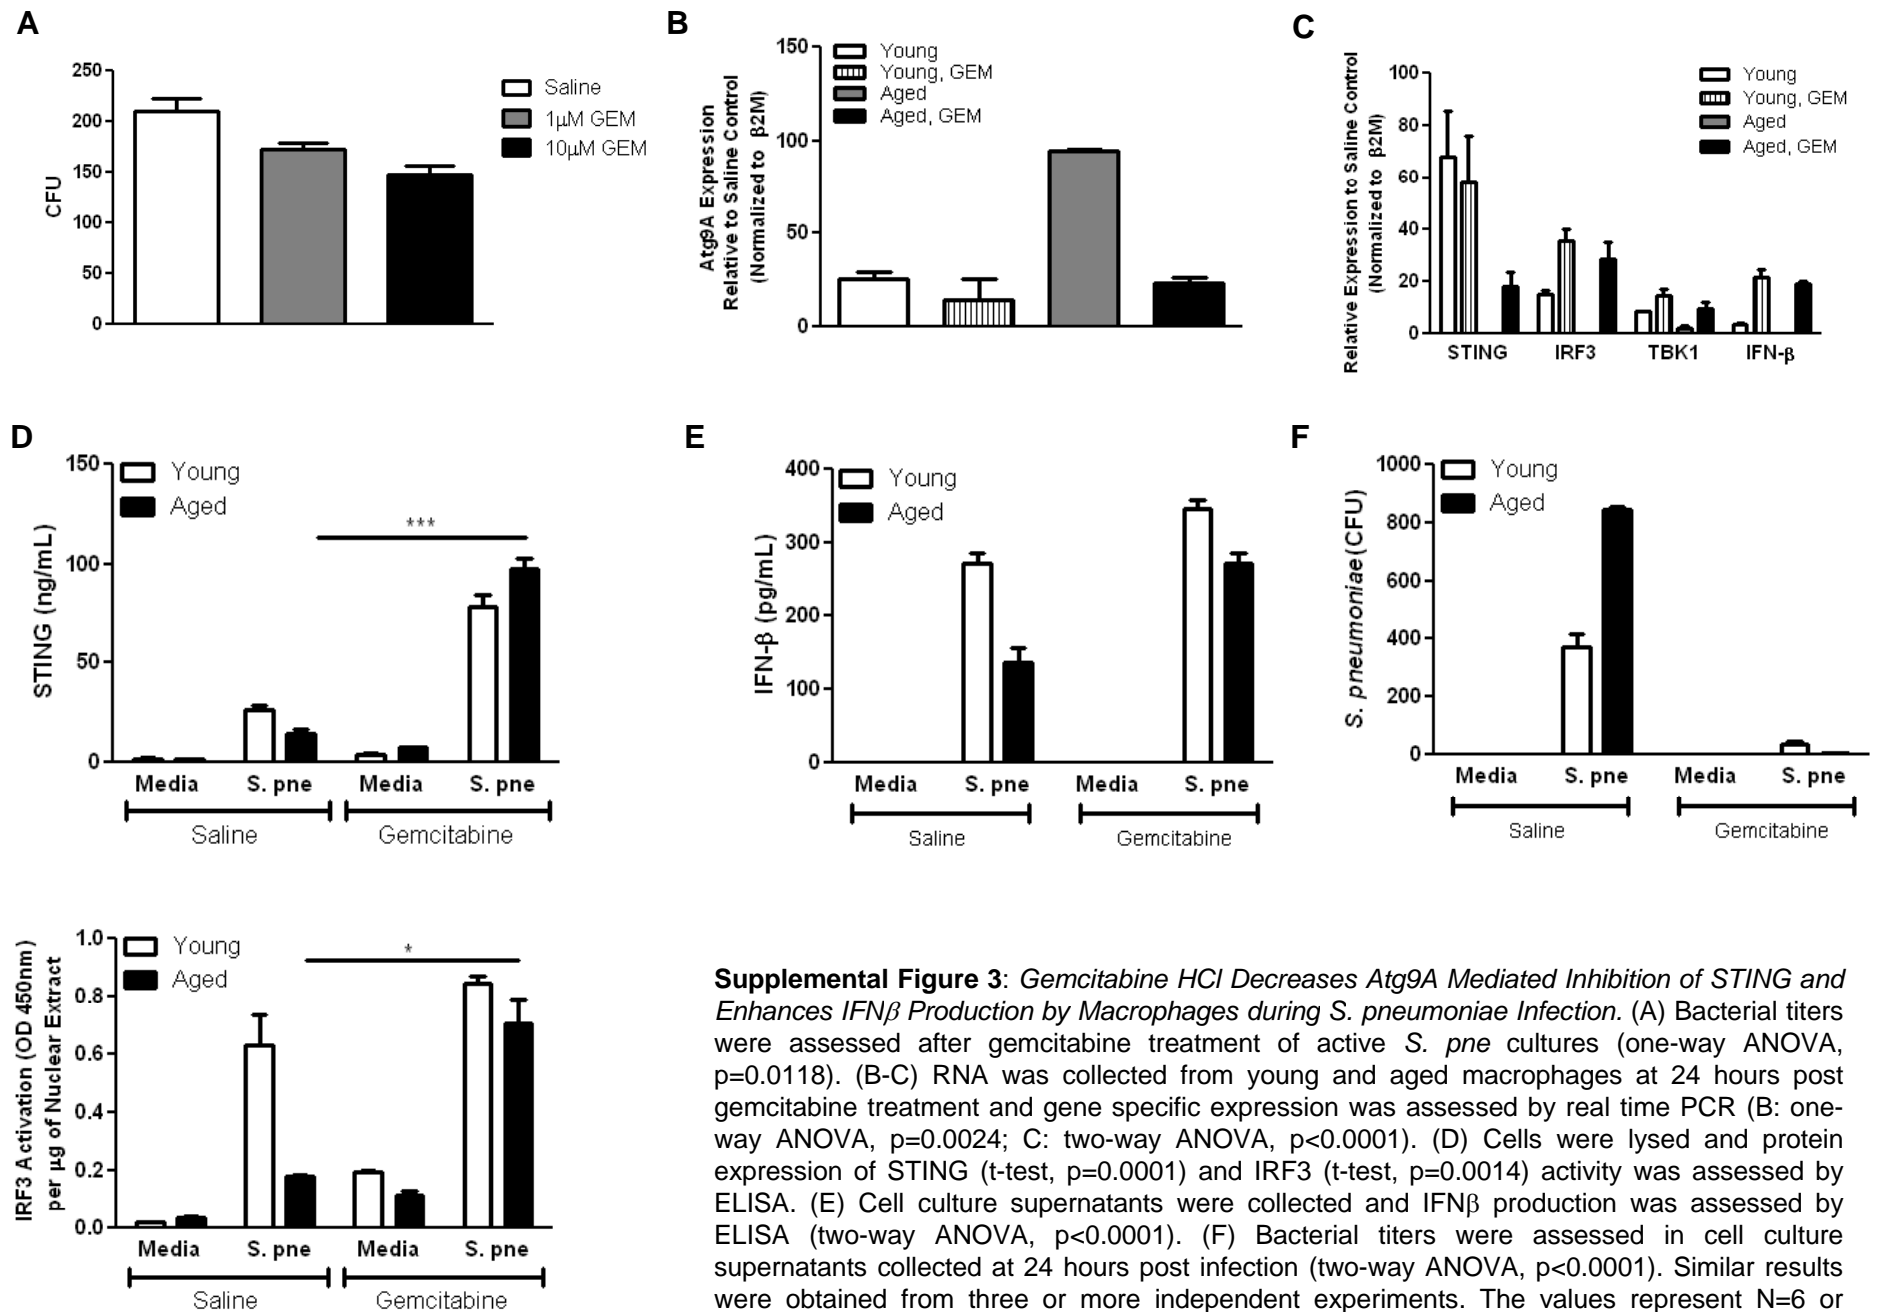 A
250
200
150
100
50
0
CFU
Saline
1μM GEM
10μM GEM
B
150
100
50
0
Atg9A Expression
Relative to Saline Control
(Normalized to β2M)
Young
Young, GEM
Aged
Aged, GEM
C
100
80
60
40
20
0
Relative Expression to Saline Control
(Normalized to β2M)
Young
Young, GEM
Aged
Aged, GEM
STING IRF3 TBK1 IFN-β
D
150
100
50
0
STING (ng/mL)
Young
Aged
***
Media S. pne Media S. pne
Saline Gemcitabine
E
400
300
200
100
0
IFN-β (pg/mL)
Young
Aged
Media S. pne Media S. pne
Saline Gemcitabine
F
1000
800
600
400
200
0
S. pneumoniae (CFU)
Young
Aged
Media S. pne Media S. pne
Saline Gemcitabine
1.0
0.8
0.6
0.4
0.2
0.0
IRF3 Activation (OD 450nm)
per μg of Nuclear Extract
Young
Aged
*
Media S. pne Media S. pne
Saline Gemcitabine
Supplemental Figure 3: Gemcitabine HCl Decreases Atg9A Mediated Inhibition of STING and
Enhances IFNβ Production by Macrophages during S. pneumoniae Infection. (A) Bacterial titers
were assessed after gemcitabine treatment of active S. pne cultures (one-way ANOVA,
p=0.0118). (B-C) RNA was collected from young and aged macrophages at 24 hours post
gemcitabine treatment and gene specific expression was assessed by real time PCR (B: one-
way ANOVA, p=0.0024; C: two-way ANOVA, p<0.0001). (D) Cells were lysed and protein
expression of STING (t-test, p=0.0001) and IRF3 (t-test, p=0.0014) activity was assessed by
ELISA. (E) Cell culture supernatants were collected and IFNβ production was assessed by
ELISA (two-way ANOVA, p<0.0001). (F) Bacterial titers were assessed in cell culture
supernatants collected at 24 hours post infection (two-way ANOVA, p<0.0001). Similar results
were obtained from three or more independent experiments. The values represent N=6 or